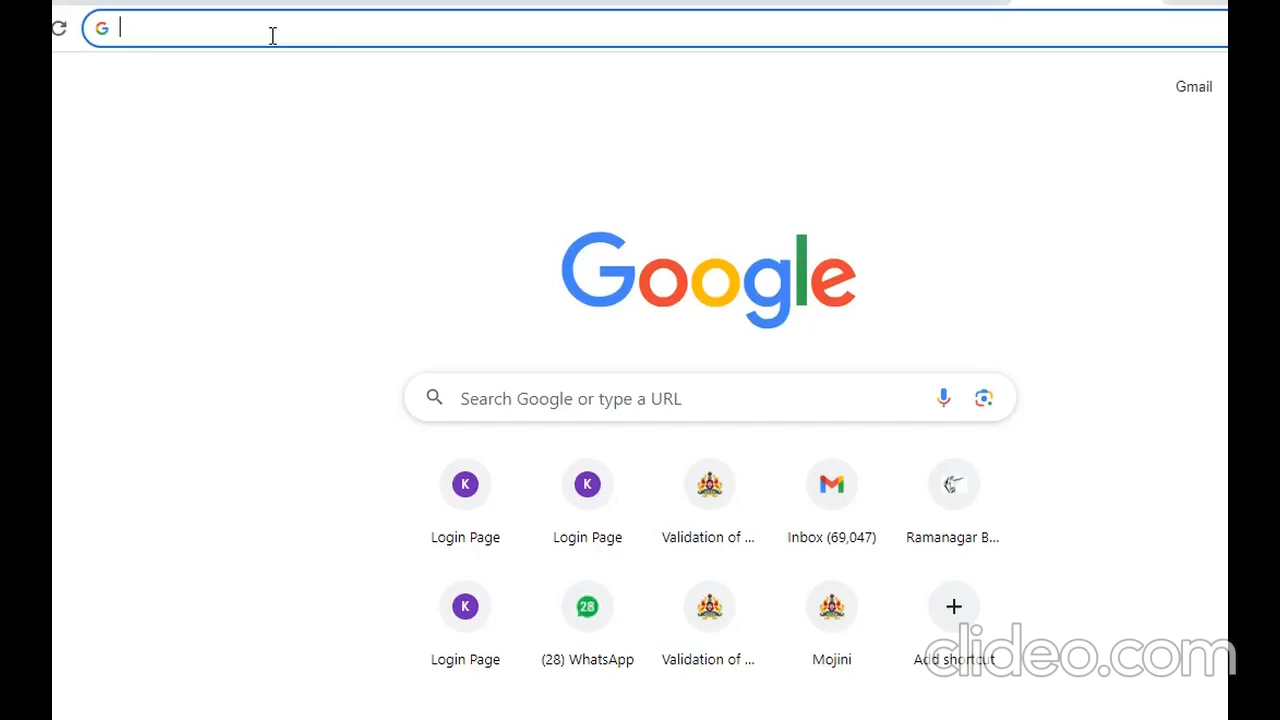 Gmail
Google
Search Google or type a URL
K
K
Login Page
Login Page
Validation of ...
Inbox (69,047)
Ramanagar B...
K
28
Login Page
(28) WhatsApp
Validation of ...
Mojini
Add shortcut
clideo.com